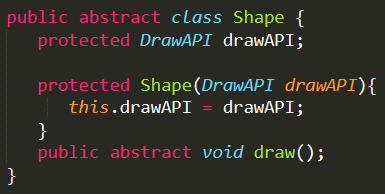 public abstract class Shape {
   protected DrawAPI drawAPI;

   protected Shape(DrawAPI drawAPI){
      this.drawAPI = drawAPI;
   }
   public abstract void draw();
}